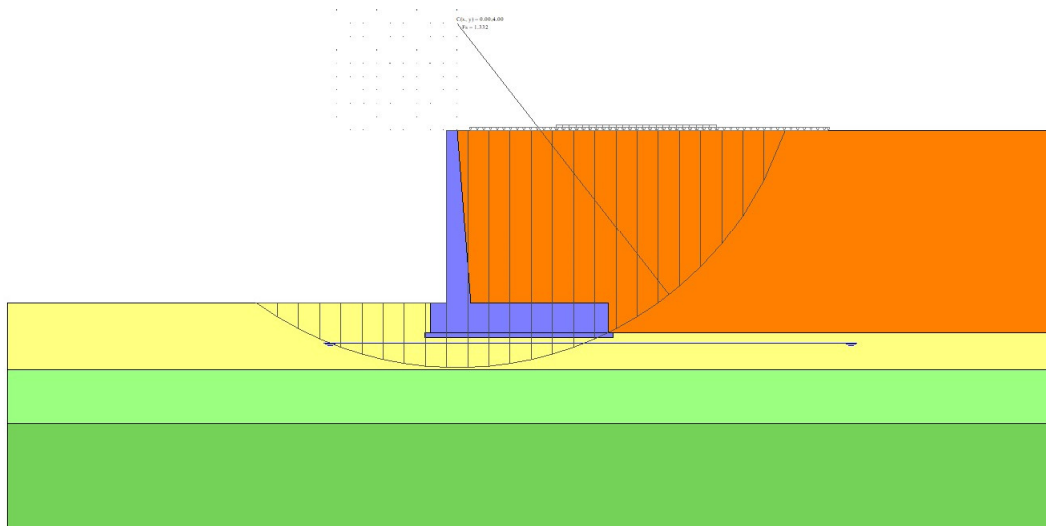 C(x, y) = 0.00;4.00
Fs = 1.332